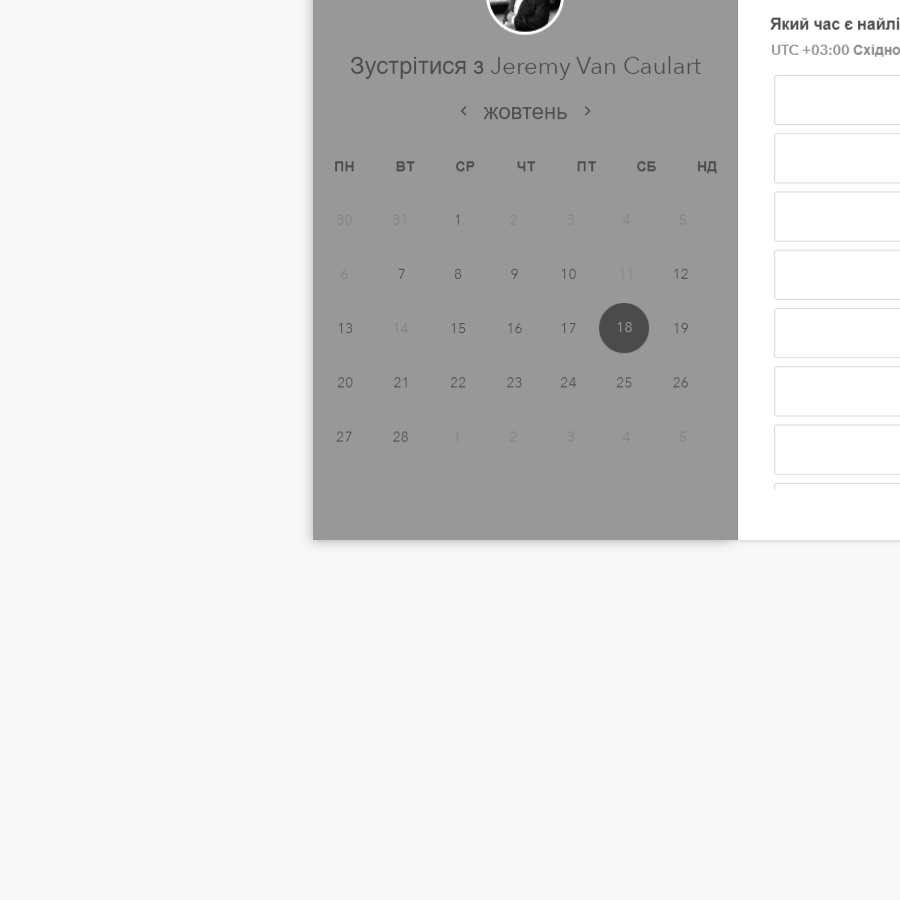 Зустрітися з Jeremy Van Caulart
‹ жовтень ›
ПН ВТ СР ЧТ ПТ СБ НД
30 31 1 2 3 4 5
6 7 8 9 10 11 12
13 14 15 16 17 18 19
20 21 22 23 24 25 26
27 28 1 2 3 4 5
Який час є
UTC +03:00